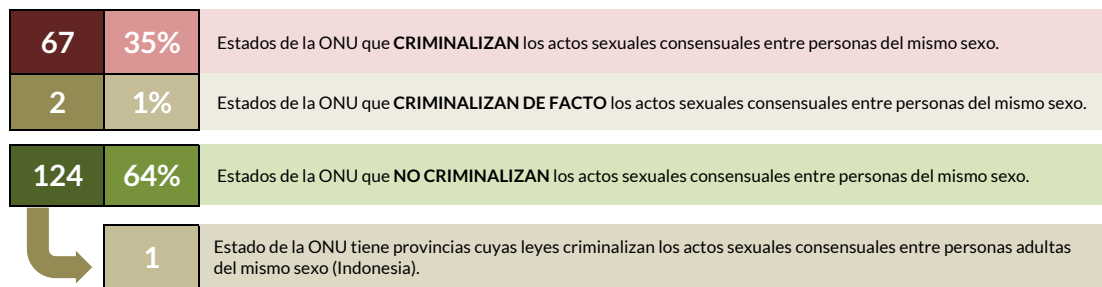 67 35% Estados de la ONU que CRIMINALIZAN los actos sexuales consensuales entre personas del mismo sexo.
2 1% Estados de la ONU que CRIMINALIZAN DE FACTO los actos sexuales consensuales entre personas del mismo sexo.
124 64% Estados de la ONU que NO CRIMINALIZAN los actos sexuales consensuales entre personas del mismo sexo.
1 Estado de la ONU tiene provincias cuyas leyes criminalizan los actos sexuales consensuales entre personas adultas
del mismo sexo (Indonesia).